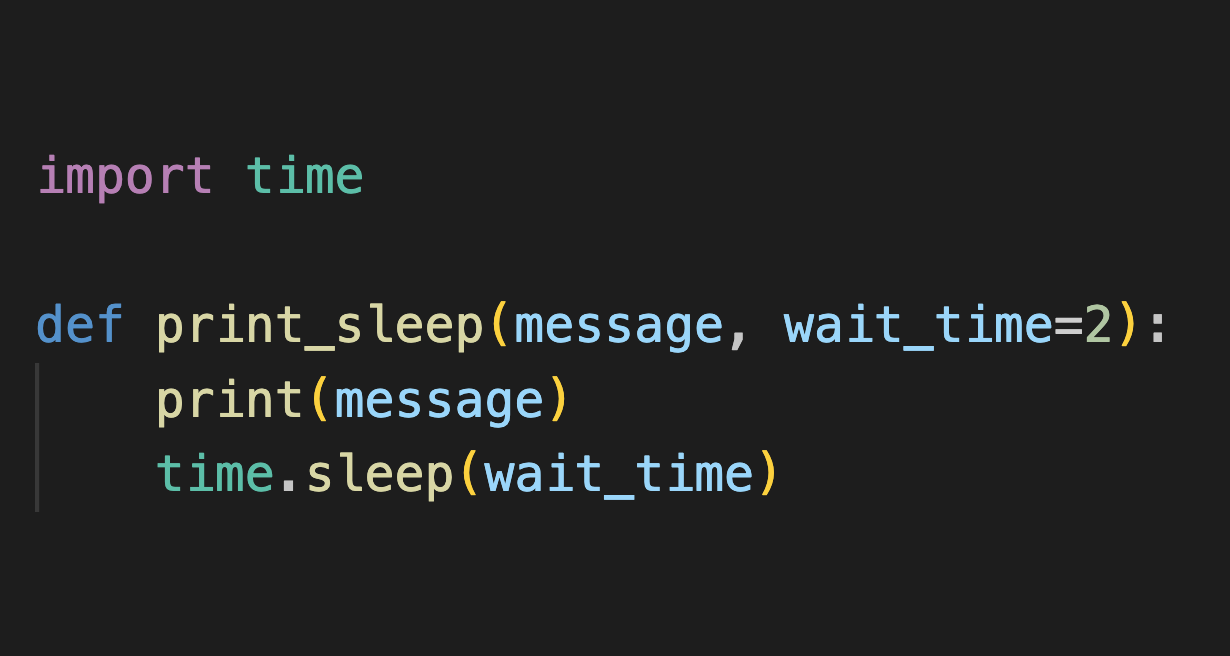 import time
def print_sleep(message, wait_time=2):
    print(message)
    time.sleep(wait_time)